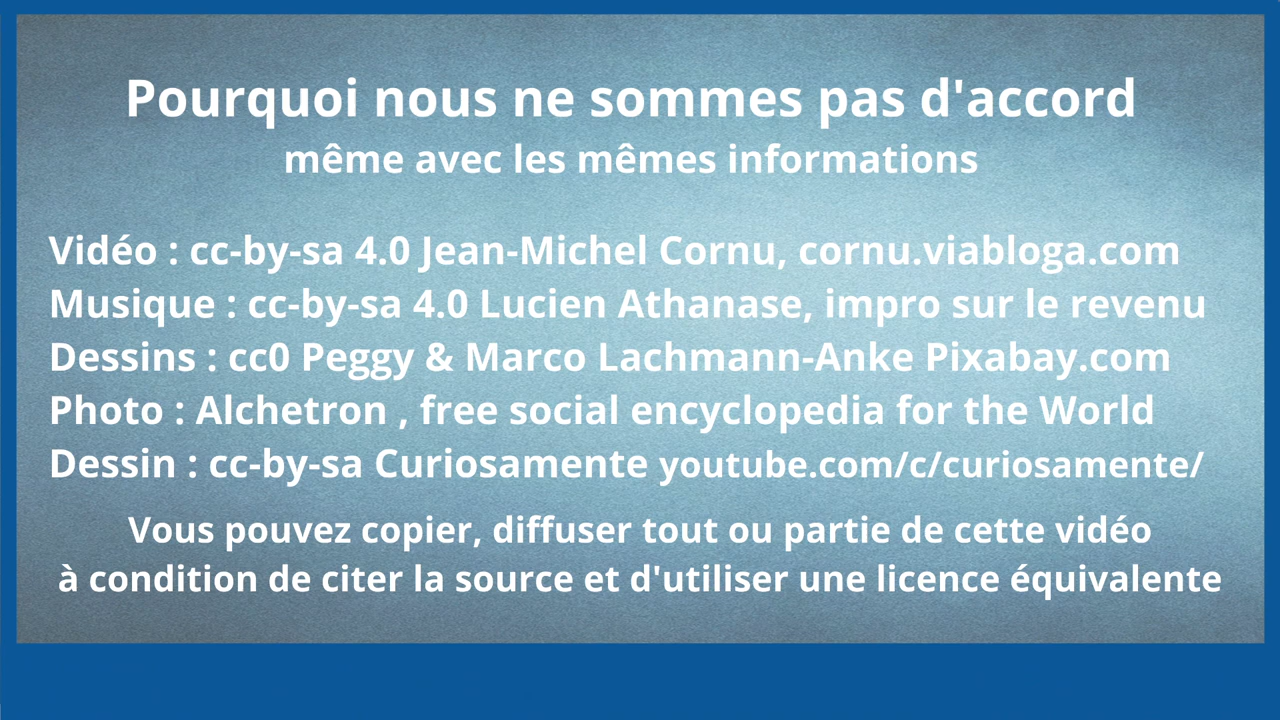 Pourquoi nous ne sommes pas d'accord
même avec les mêmes informations
Vidéo : cc-by-sa 4.0 Jean-Michel Cornu, cornu.viabloga.com
Musique : cc-by-sa 4.0 Lucien Athanase, impro sur le revenu
Dessins : cc0 Peggy & Marco Lachmann-Anke Pixabay.com
Photo : Alchetron , free social encyclopedia for the World
Dessin : cc-by-sa Curiosamente youtube.com/c/curiosamente/
Vous pouvez copier, diffuser tout ou partie de cette vidéo
à condition de citer la source et d'utiliser une licence équivalente